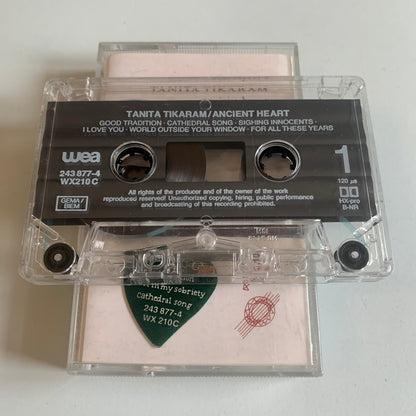 TANITA TIKARAM
TANITA TIKARAM/ANCIENT HEART
GOOD TRADITION · CATHEDRAL SONG · SIGHING INNOCENTS ·
I LOVE YOU · WORLD OUTSIDE YOUR WINDOW · FOR ALL THESE YEARS
wea
243 877-4
WX210 C
GEMA/
BIEM
1
120 µs
HX-pro
B-NR
All rights of the producer and of the owner of the work
reproduced reserved! Unauthorized copying, hiring, public performance
and broadcasting of this recording prohibited.
in my sobriety
Cathedral song
243 877-4
WX 210C